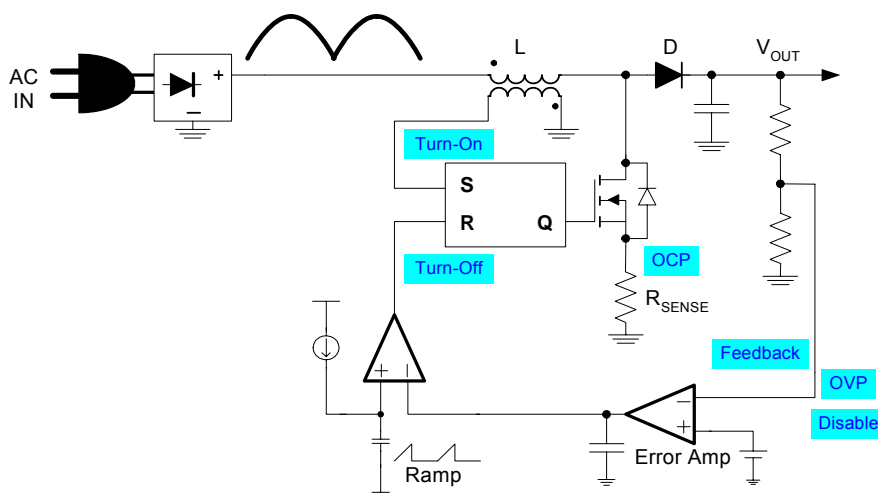 AC
IN
+
−
L
D
VOUT
Turn-On
S
R
Q
Turn-Off
OCP
RSENSE
Feedback
OVP
Disable
+
−
−
+
Ramp
Error Amp